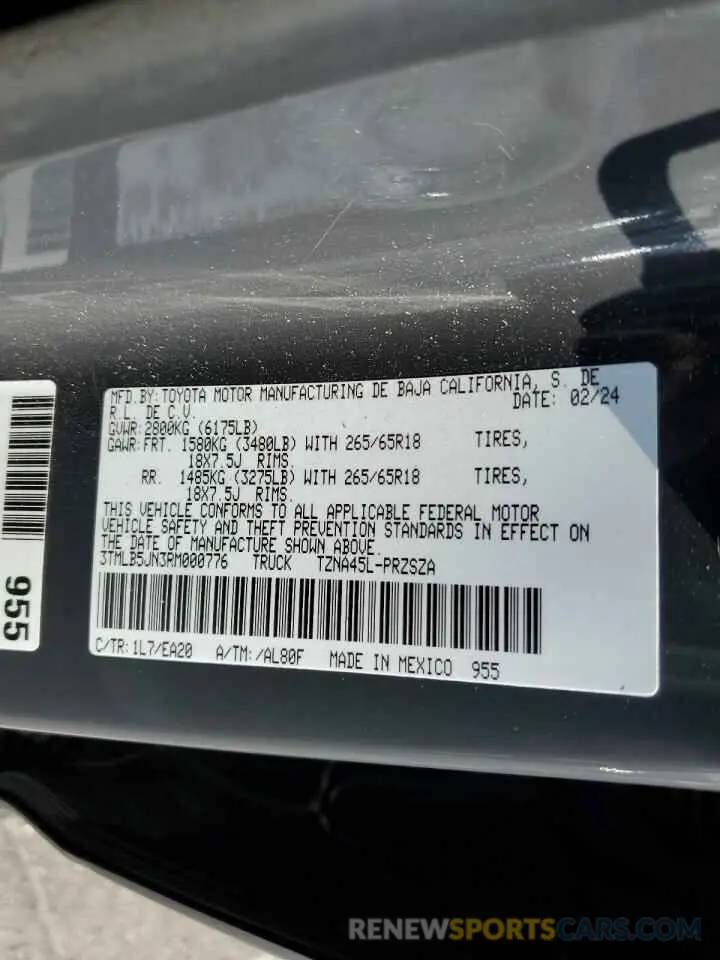 MFD.BY:TOYOTA MOTOR MANUFACTURING DE BAJA CALIFORNIA, S. DE
R.L. DE C.V. DATE: 02/24
GVWR:2800KG (6175LB)
GAWR:FRT. 1580KG (3480LB) WITH 265/65R18 TIRES,
18X7.5J RIMS.
RR. 1485KG (3275LB) WITH 265/65R18 TIRES,
18X7.5J RIMS.
THIS VEHICLE CONFORMS TO ALL APPLICABLE FEDERAL MOTOR
VEHICLE SAFETY AND THEFT PREVENTION STANDARDS IN EFFECT ON
THE DATE OF MANUFACTURE SHOWN ABOVE.
3TMLB5JN3RM000776 TRUCK TZNA45L-PRZSZA
C/TR:1L7/EA20 A/TM:/AL80F MADE IN MEXICO 955
955
RENEWSPORTSCARS.COM